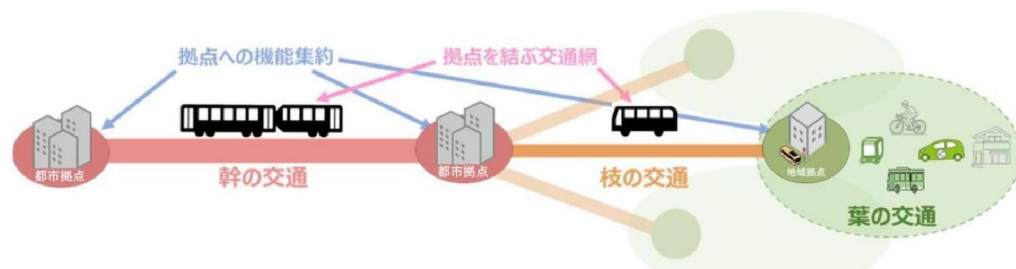 拠点への機能集約
拠点を結ぶ交通網
都市拠点
幹の交通
都市拠点
枝の交通
地域拠点
葉の交通